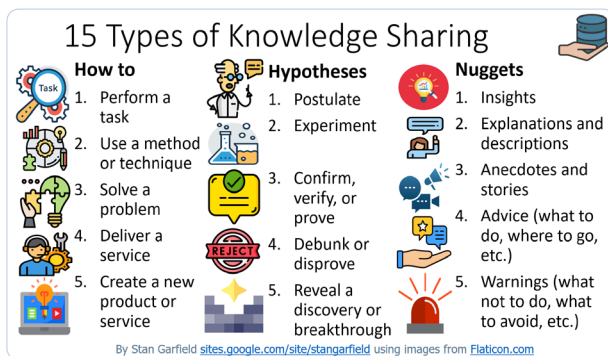 15 Types of Knowledge Sharing
How to
Task
1. Perform a
task
2. Use a method
or technique
3. Solve a
problem
4. Deliver a
service
5. Create a new
product or
service
Hypotheses
1. Postulate
2. Experiment
3. Confirm,
verify, or
prove
4. Debunk or
disprove
REJECT
5. Reveal a
discovery or
breakthrough
Nuggets
1. Insights
2. Explanations and
descriptions
3. Anecdotes and
stories
4. Advice (what to
do, where to go,
etc.)
5. Warnings (what
not to do, what
to avoid, etc.)
By Stan Garfield sites.google.com/site/stangarfield using images from Flaticon.com